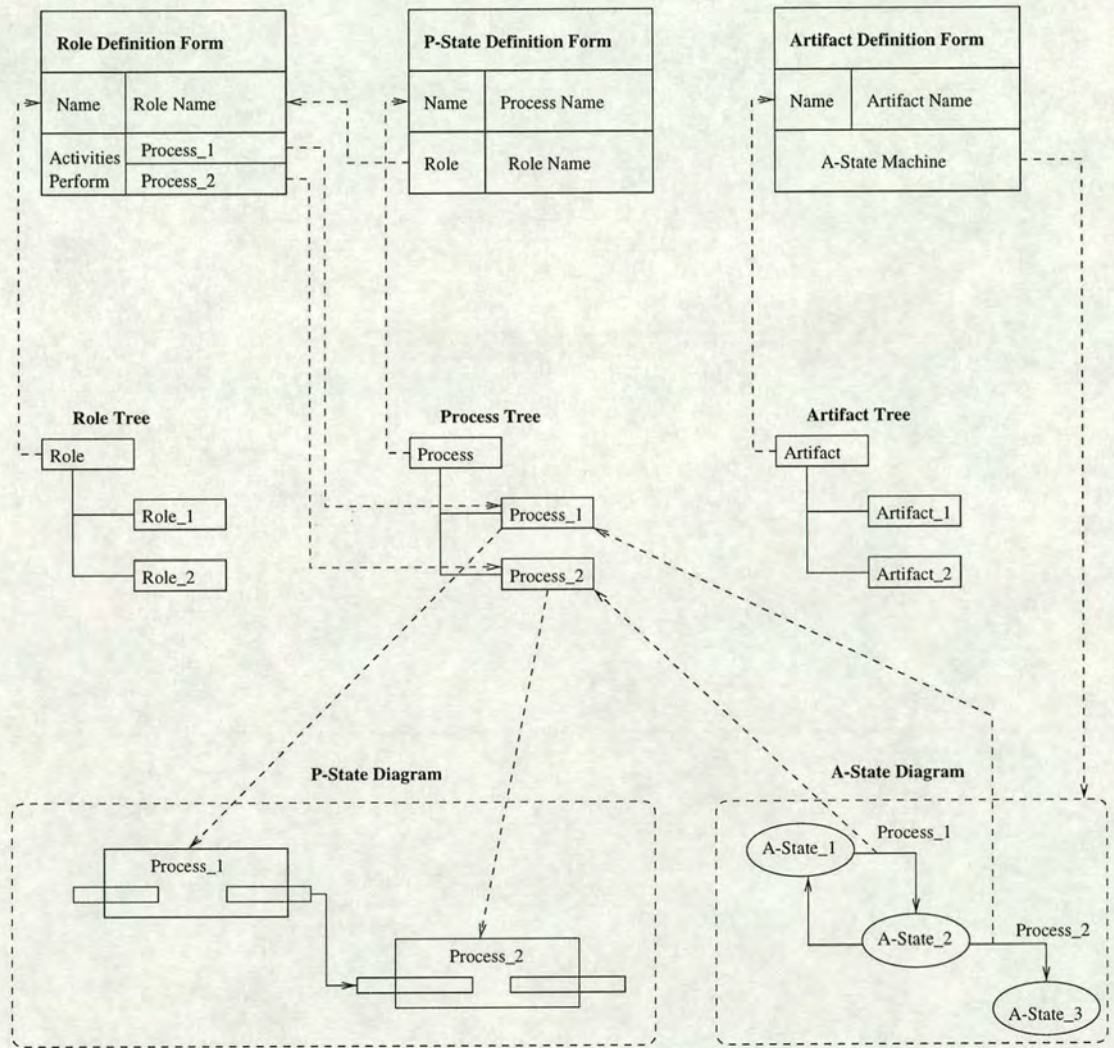 Role Definition Form
Name
Role Name
Activities
Perform
Process_1
Process_2
P-State Definition Form
Name
Process Name
Role
Role Name
Artifact Definition Form
Name
Artifact Name
A-State Machine
Role Tree
Role
Role_1
Role_2
Process Tree
Process
Process_1
Process_2
Artifact Tree
Artifact
Artifact_1
Artifact_2
P-State Diagram
Process_1
Process_2
A-State Diagram
A-State_1
Process_1
A-State_2
Process_2
A-State_3